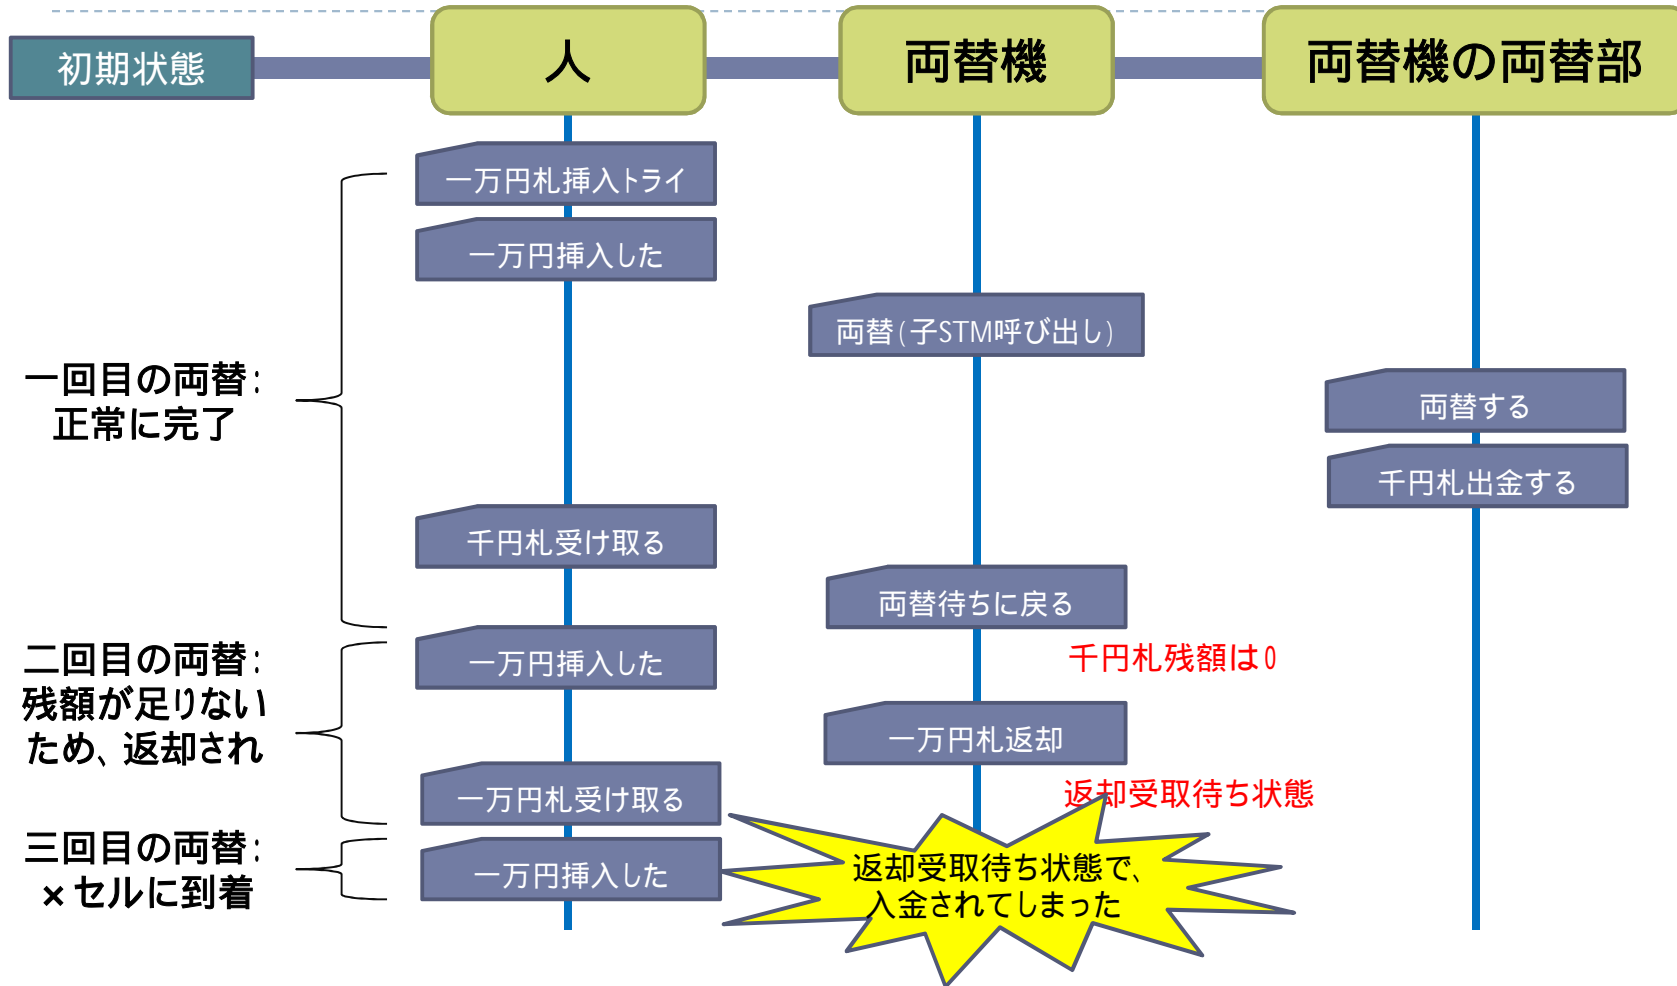 初期状態
人
両替機
両替機の両替部
一万円札挿入トライ
一万円挿入した
両替(子STM呼び出し)
一回目の両替:
正常に完了
両替する
千円札出金する
千円札受け取る
両替待ちに戻る
二回目の両替:
残額が足りない
ため、返却され
一万円挿入した
千円札残額は0
一万円札返却
一万円札受け取る
返却受取待ち状態
三回目の両替:
×セルに到着
一万円挿入した
返却受取待ち状態で、
入金されてしまった